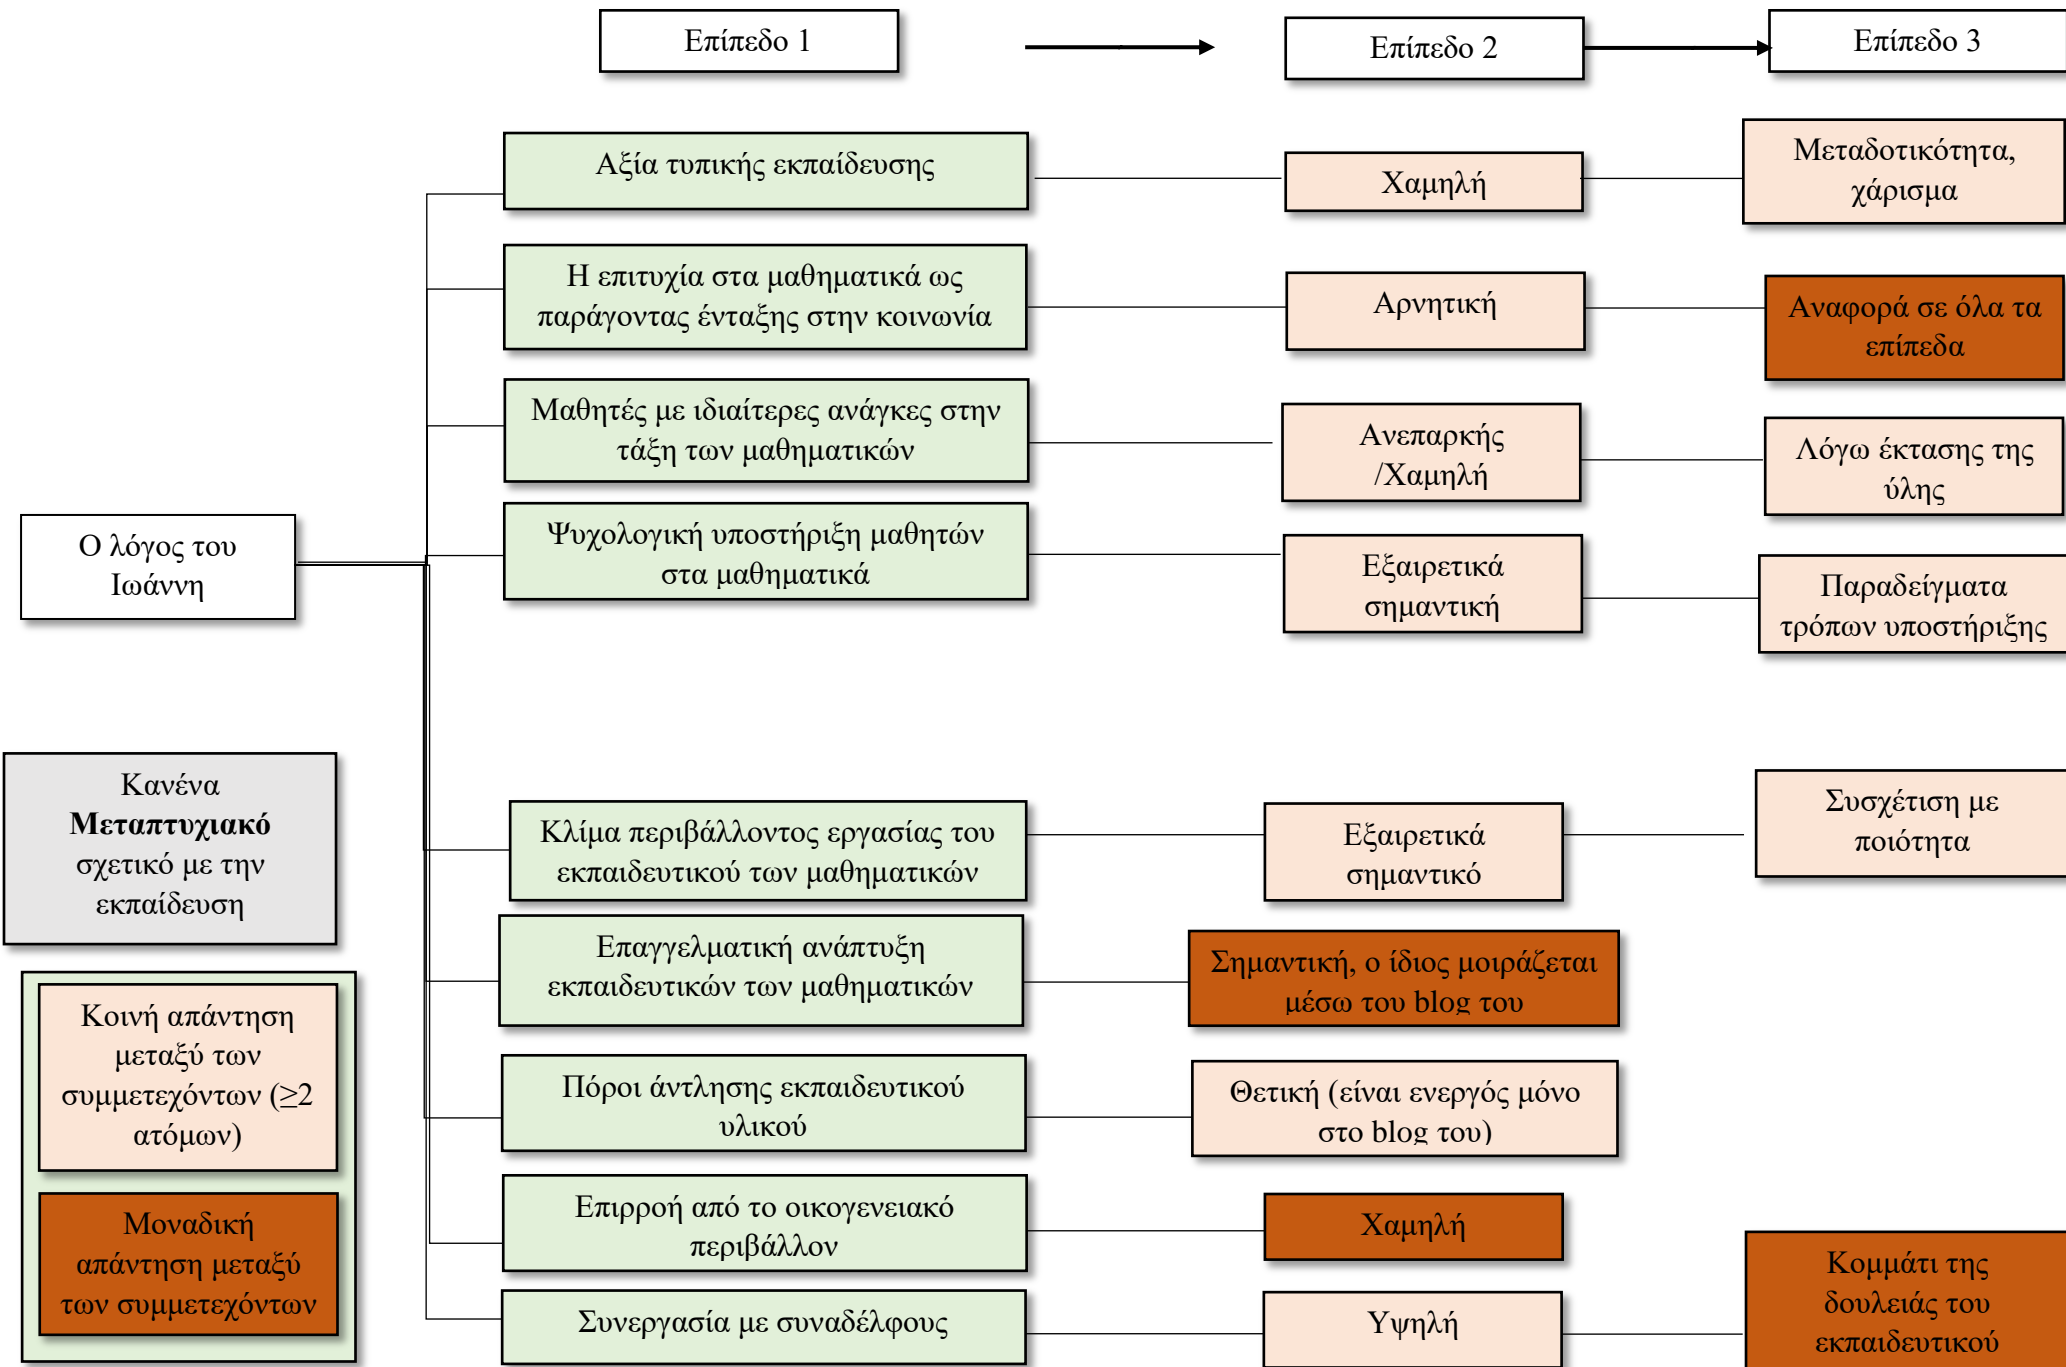 Επίπεδο 1
Επίπεδο 2
Επίπεδο 3
Αξία τυπικής εκπαίδευσης
Χαμηλή
Μεταδοτικότητα,
χάρισμα
Η επιτυχία στα μαθηματικά ως
παράγοντας ένταξης στην κοινωνία
Αρνητική
Αναφορά σε όλα τα
επίπεδα
Μαθητές με ιδιαίτερες ανάγκες στην
τάξη των μαθηματικών
Ανεπαρκής
/Χαμηλή
Λόγω έκτασης της
ύλης
Ο λόγος του
Ιωάννη
Ψυχολογική υποστήριξη μαθητών
στα μαθηματικά
Εξαιρετικά
σημαντική
Παραδείγματα
τρόπων υποστήριξης
Κανένα
Μεταπτυχιακό
σχετικό με την
εκπαίδευση
Κλίμα περιβάλλοντος εργασίας του
εκπαιδευτικού των μαθηματικών
Εξαιρετικά
σημαντικό
Συσχέτιση με
ποιότητα
Επαγγελματική ανάπτυξη
εκπαιδευτικών των μαθηματικών
Σημαντική, ο ίδιος μοιράζεται
μέσω του blog του
Κοινή απάντηση
μεταξύ των
συμμετεχόντων (≥2
ατόμων)
Πόροι άντλησης εκπαιδευτικού
υλικού
Θετική (είναι ενεργός μόνο
στο blog του)
Μοναδική
απάντηση μεταξύ
των συμμετεχόντων
Επιρροή από το οικογενειακό
περιβάλλον
Χαμηλή
Συνεργασία με συναδέλφους
Υψηλή
Κομμάτι της
δουλειάς του
εκπαιδευτικού